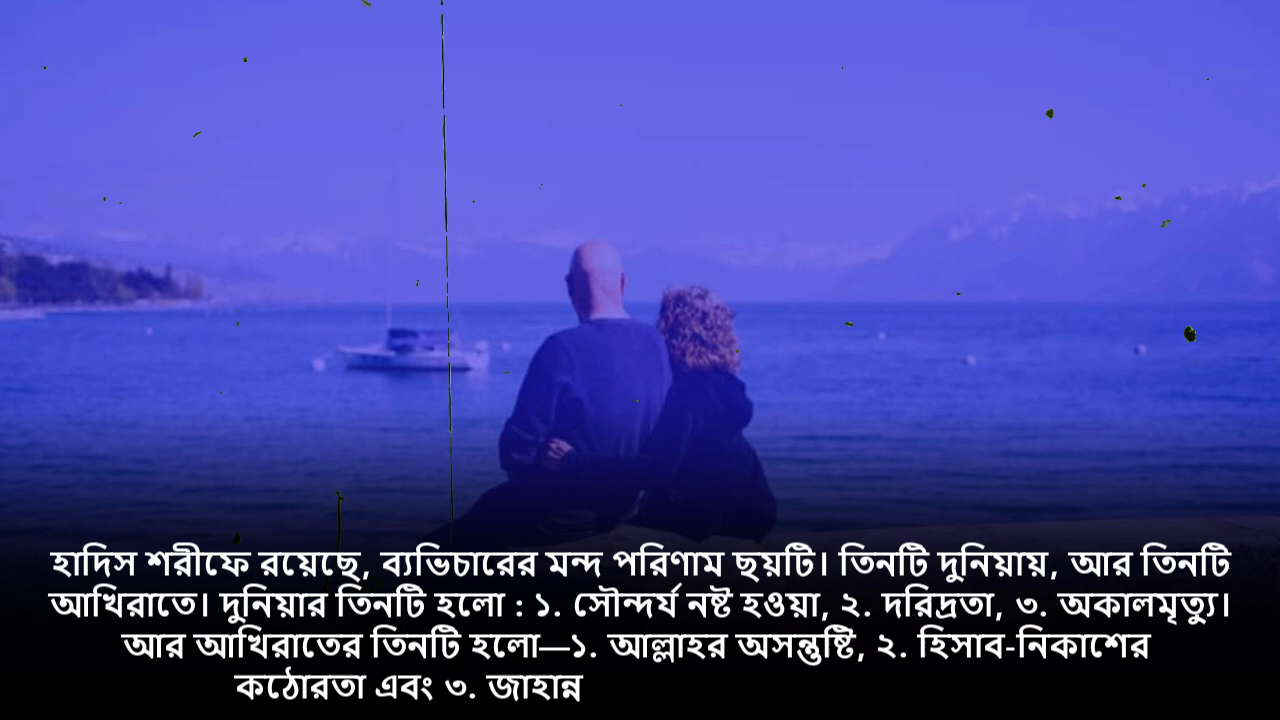 হাদিস শরীফে রয়েছে, ব্যভিচারের মন্দ পরিণাম ছয়টি। তিনটি দুনিয়ায়, আর তিনটি
আখিরাতে। দুনিয়ার তিনটি হলো : ১. সৌন্দর্য নষ্ট হওয়া, ২. দরিদ্রতা, ৩. অকালমৃত্যু।
আর আখিরাতের তিনটি হলো—১. আল্লাহর অসন্তুষ্টি, ২. হিসাব-নিকাশের
কঠোরতা এবং ৩. জাহান্ন